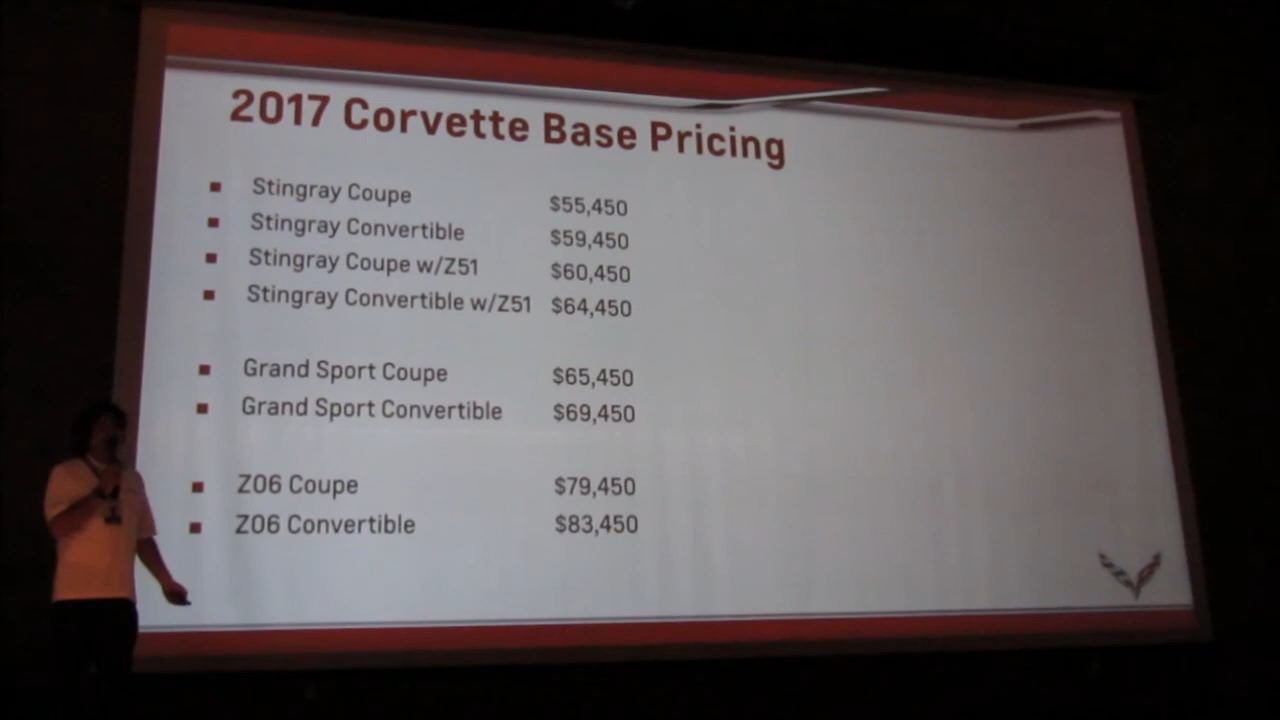 2017 Corvette Base Pricing
Stingray Coupe $55,450
Stingray Convertible $59,450
Stingray Coupe w/Z51 $60,450
Stingray Convertible w/Z51 $64,450
Grand Sport Coupe $65,450
Grand Sport Convertible $69,450
Z06 Coupe $79,450
Z06 Convertible $83,450